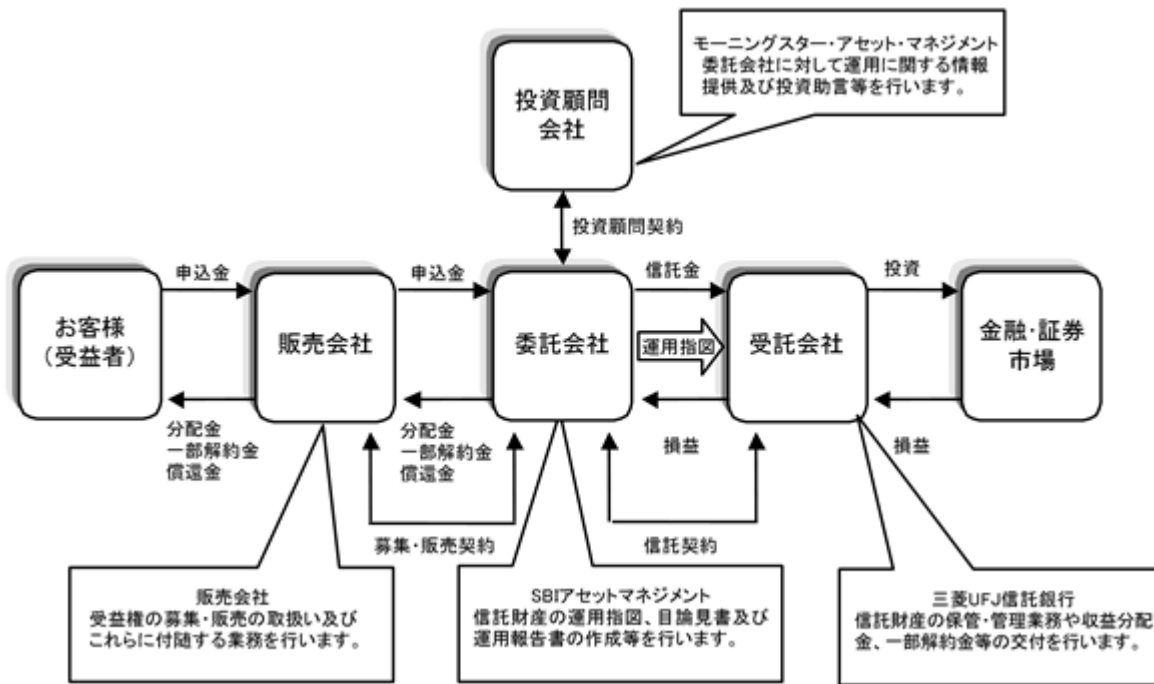 モーニングスター・アセット・マネジメント
委託会社に対して運用に関する情報
提供及び投資助言等を行います。
投資顧問
会社
投資顧問契約
申込金
申込金
信託金
投資
お客様
（受益者）
販売会社
委託会社
運用指図
受託会社
金融・証券
市場
分配金
一部解約金
償還金
分配金
一部解約金
償還金
損益
損益
募集・販売契約
信託契約
販売会社
受益権の募集・販売の取扱い及び
これらに付随する業務を行います。
SBIアセットマネジメント
信託財産の運用指図、目論見書及び
運用報告書の作成等を行います。
三菱UFJ信託銀行
信託財産の保管・管理業務や収益分配
金、一部解約金等の交付を行います。